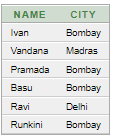 NAME CITY
Ivan Bombay
Vandana Madras
Pramada Bombay
Basu Bombay
Ravi Delhi
Runkini Bombay